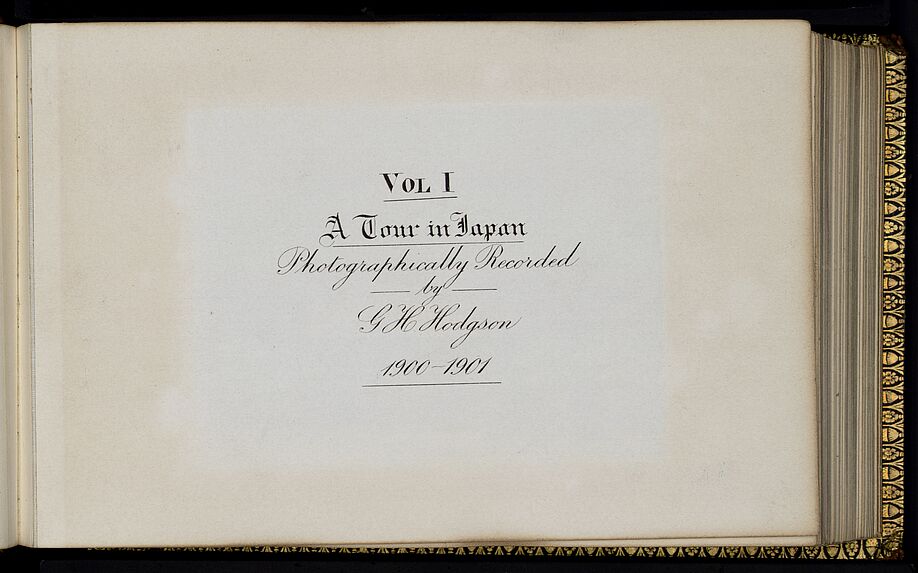 VOL I
A Tour in Japan
Photographically Recorded
by
G H Hodgson
1900-1901